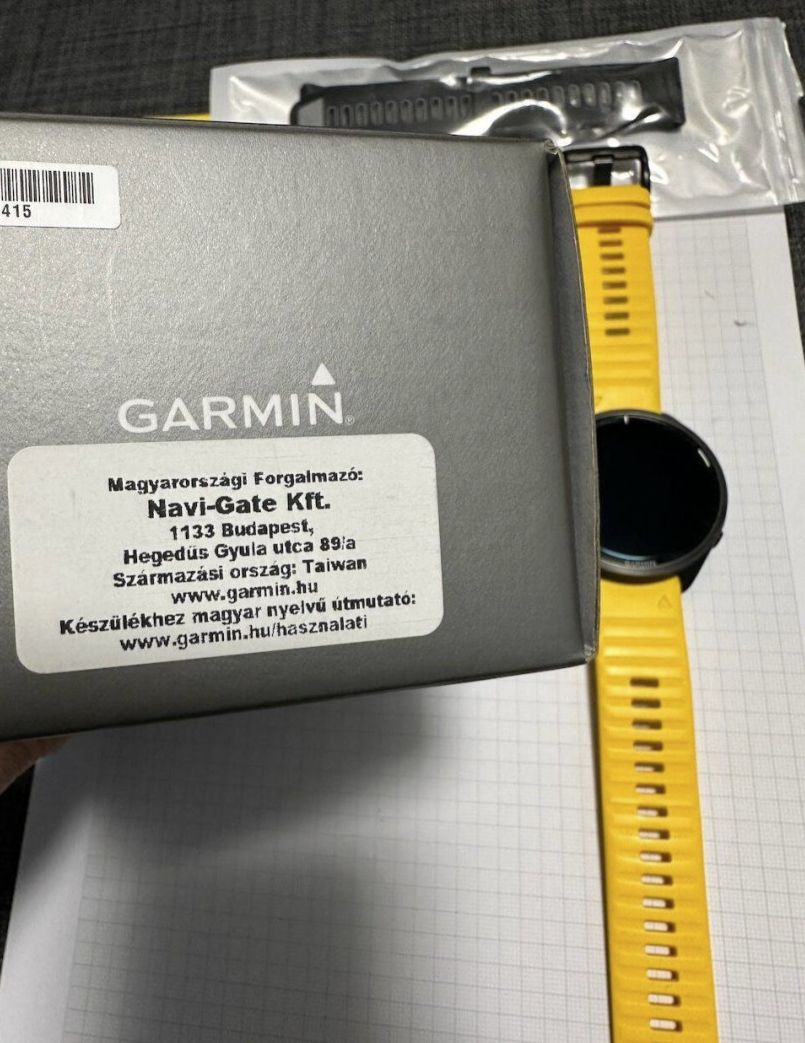 415
GARMIN®
Magyarországi Forgalmazó:
Navi-Gate Kft.
1133 Budapest,
Hegedűs Gyula utca 89/a
Származási ország: Taiwan
www.garmin.hu
Készülékhez magyar nyelvű útmutató:
www.garmin.hu/hasznalati
GARMIN